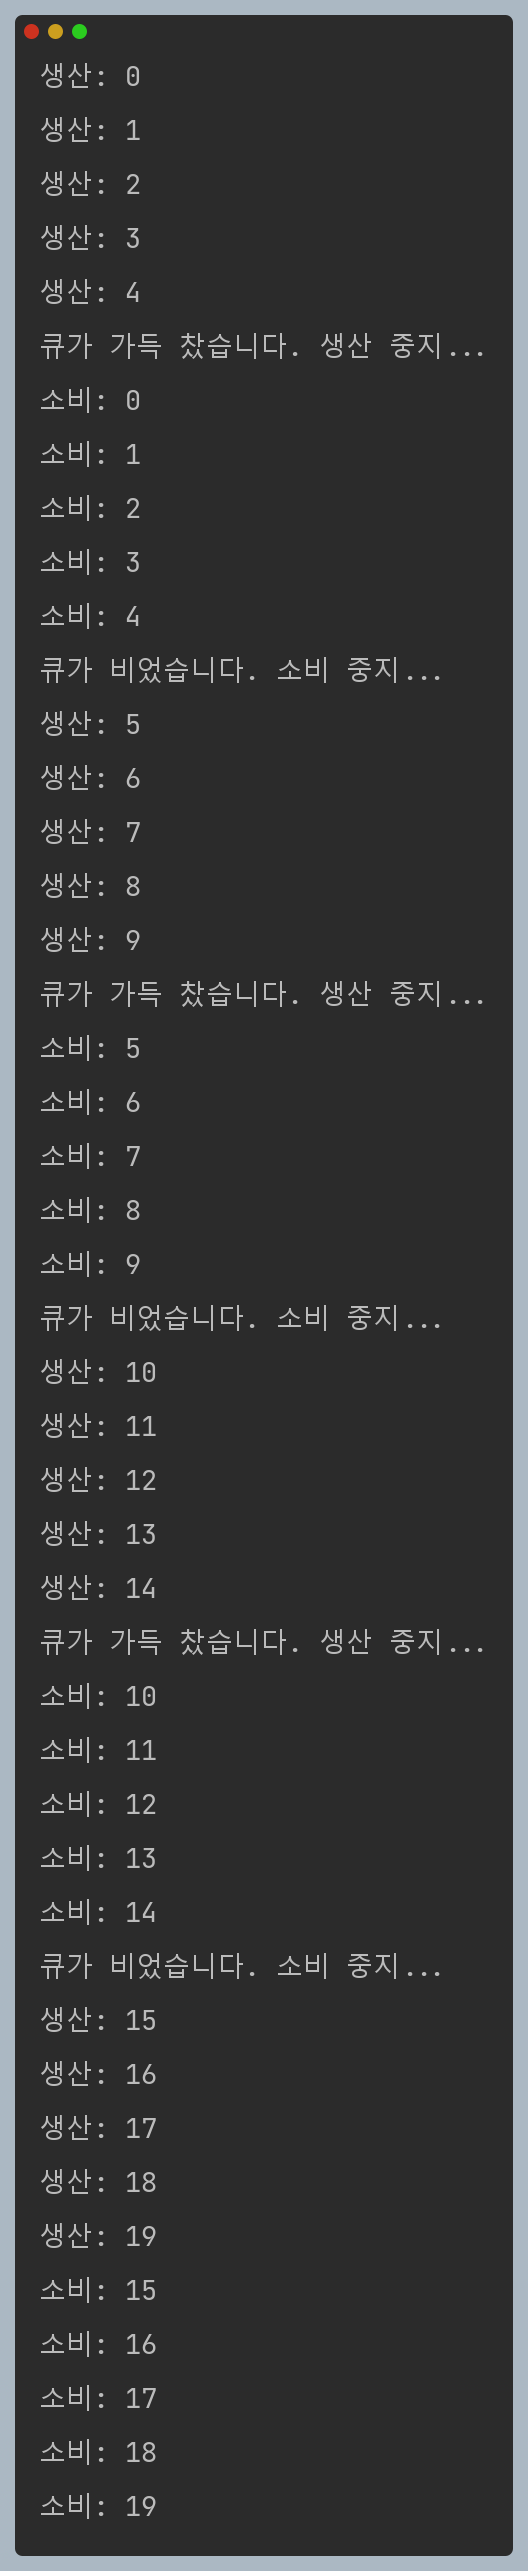 생산: 0
생산: 1
생산: 2
생산: 3
생산: 4
큐가 가득 찼습니다. 생산 중지...
소비: 0
소비: 1
소비: 2
소비: 3
소비: 4
큐가 비었습니다. 소비 중지...
생산: 5
생산: 6
생산: 7
생산: 8
생산: 9
큐가 가득 찼습니다. 생산 중지...
소비: 5
소비: 6
소비: 7
소비: 8
소비: 9
큐가 비었습니다. 소비 중지...
생산: 10
생산: 11
생산: 12
생산: 13
생산: 14
큐가 가득 찼습니다. 생산 중지...
소비: 10
소비: 11
소비: 12
소비: 13
소비: 14
큐가 비었습니다. 소비 중지...
생산: 15
생산: 16
생산: 17
생산: 18
생산: 19
소비: 15
소비: 16
소비: 17
소비: 18
소비: 19